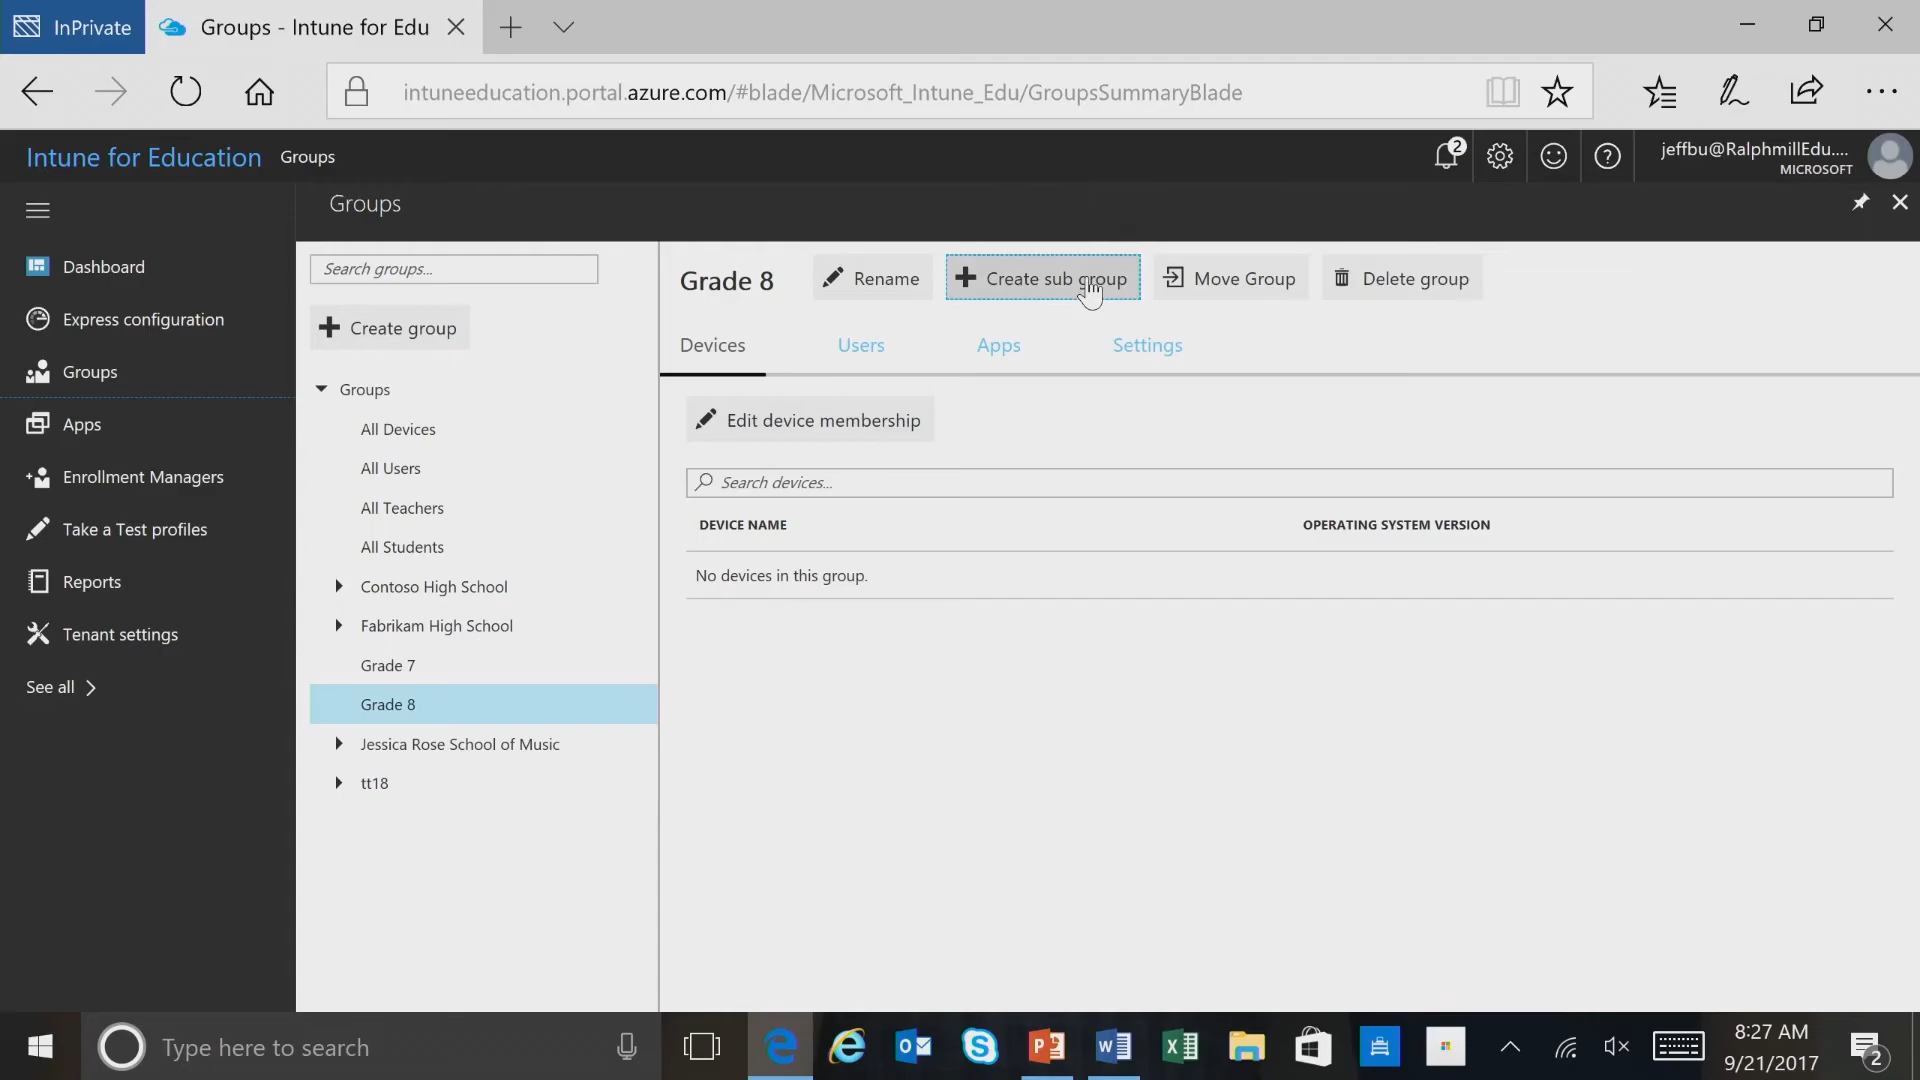 InPrivate
Groups - Intune for Edu
intuneeducation.portal.azure.com/#blade/Microsoft_Intune_Edu/GroupsSummaryBlade
Intune for Education Groups
2
jeffbu@RalphmillEdu....
MICROSOFT
Groups
Dashboard
Express configuration
Groups
Apps
Enrollment Managers
Take a Test profiles
Reports
Tenant settings
See all
Search groups...
Create group
Groups
All Devices
All Users
All Teachers
All Students
Contoso High School
Fabrikam High School
Grade 7
Grade 8
Jessica Rose School of Music
tt18
Grade 8
Rename
Create sub group
Move Group
Delete group
Devices Users Apps Settings
Edit device membership
Search devices...
DEVICE NAME OPERATING SYSTEM VERSION
No devices in this group.
Type here to search
8:27 AM
9/21/2017
2